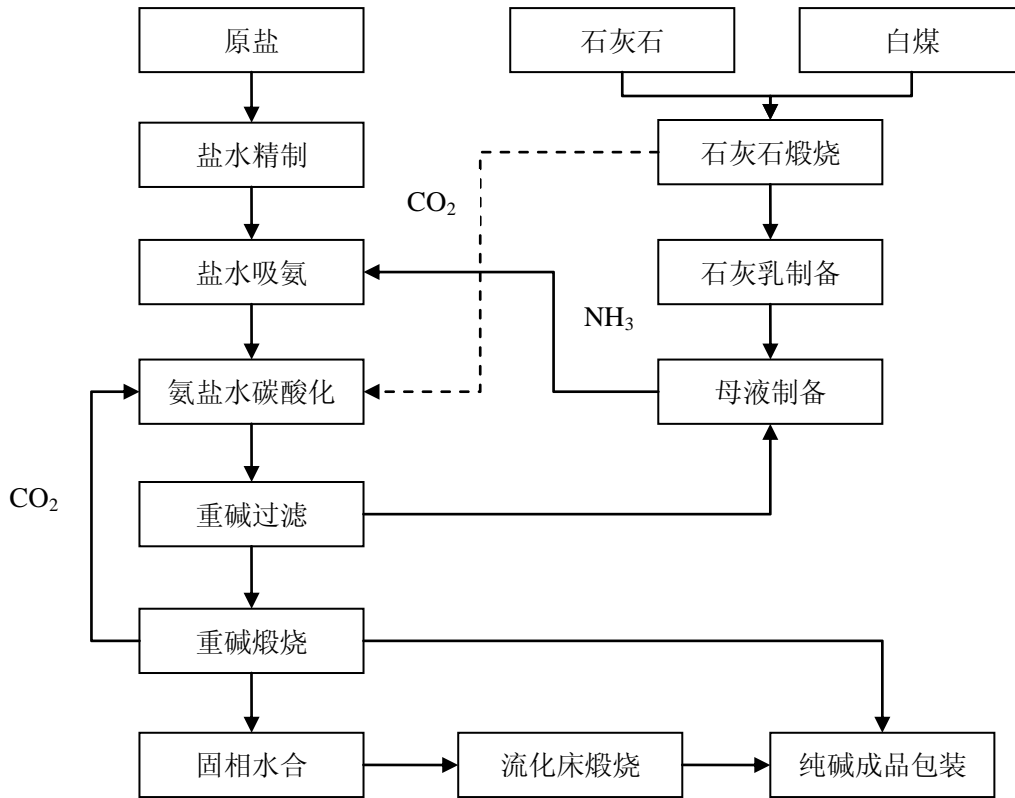 原盐
石灰石
白煤
盐水精制
石灰石煅烧
CO₂
盐水吸氨
石灰乳制备
NH₃
氨盐水碳酸化
母液制备
CO₂
重碱过滤
重碱煅烧
固相水合
流化床煅烧
纯碱成品包装